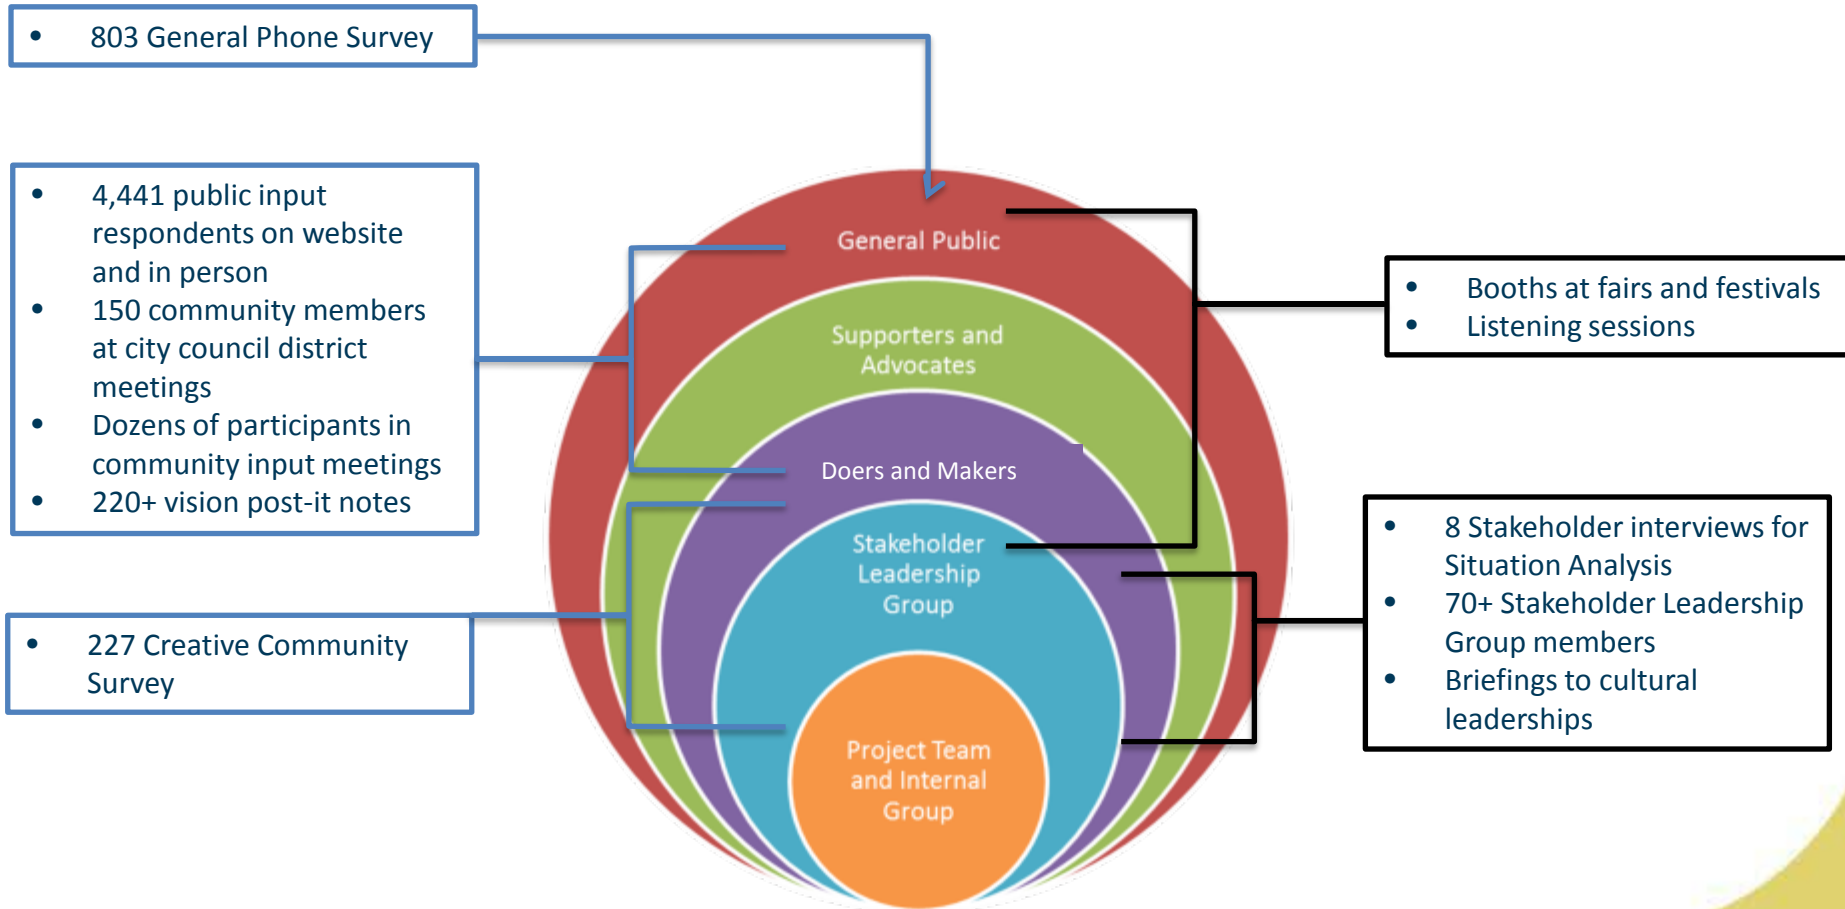 • 803 General Phone Survey
• 4,441 public input
respondents on website
and in person
• 150 community members
at city council district
meetings
• Dozens of participants in
community input meetings
• 220+ vision post-it notes
• 227 Creative Community
Survey
General Public
Supporters and
Advocates
Doers and Makers
Stakeholder
Leadership
Group
Project Team
and Internal
Group
• Booths at fairs and festivals
• Listening sessions
• 8 Stakeholder interviews for
Situation Analysis
• 70+ Stakeholder Leadership
Group members
• Briefings to cultural
leaderships